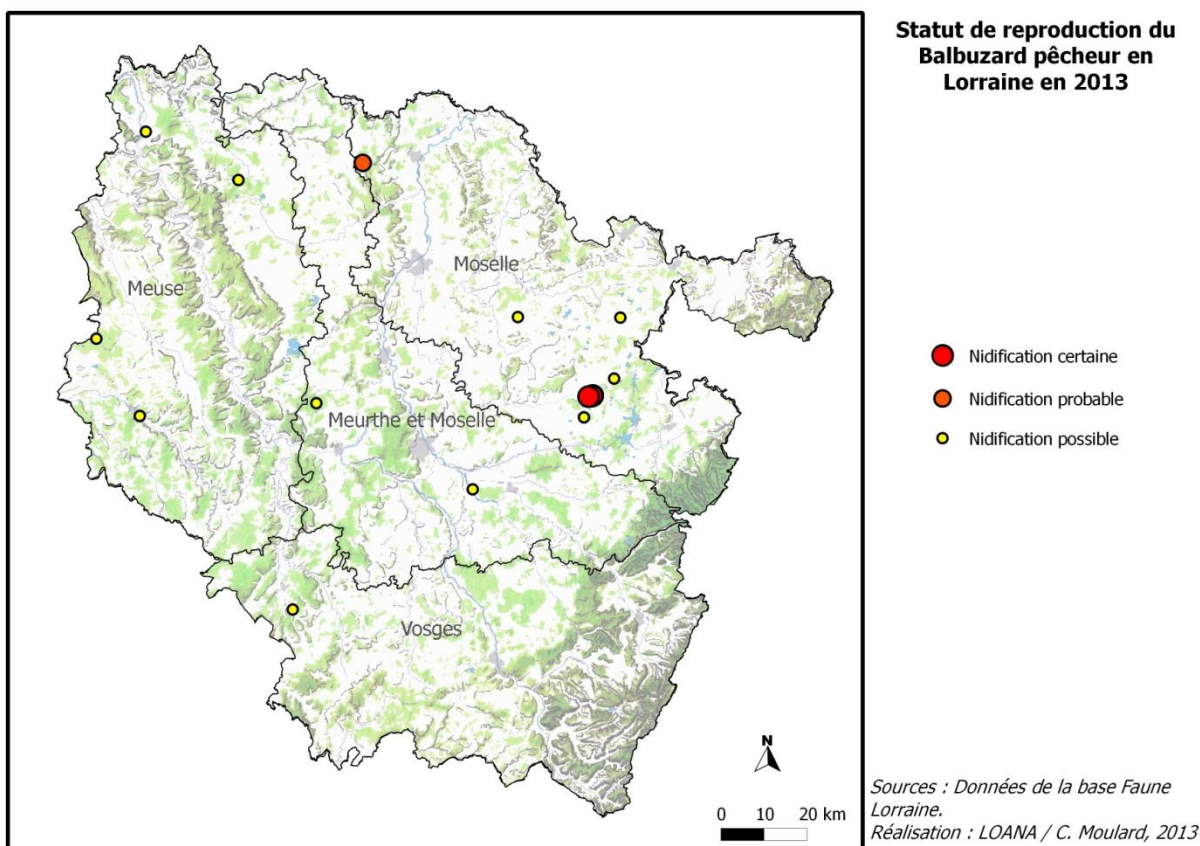 Statut de reproduction du
Balbuzard pêcheur en
Lorraine en 2013
Meuse
Moselle
Meurthe et Moselle
Vosges
Nidification certaine
Nidification probable
Nidification possible
N
0 10 20 km
Sources : Données de la base Faune
Lorraine.
Réalisation : LOANA / C. Moulard, 2013